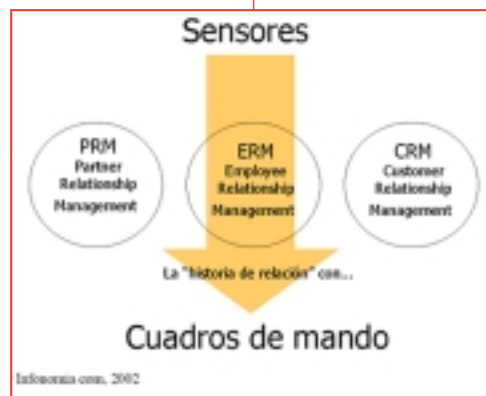 Sensores
PRM
Partner
Relationship
Management
ERM
Employee
Relationship
Management
CRM
Customer
Relationship
Management
La "historia de relación" con...
Cuadros de mando
Infonomia.com, 2002